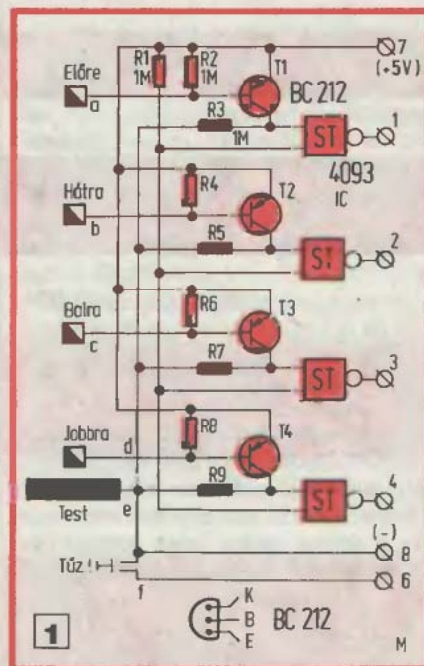 R1 R2 T1 7
1M 1M (+5V)
Előre BC 212
a R3 1
1M ST
4093
IC
Hátra R4 T2
b R5 2
ST
Balra R6 T3
c R7 3
ST
Jobbra d R8 T4
R9 4
Test e ST
(-)
8
Tűz! 6
f
K
B BC 212
E
1 M